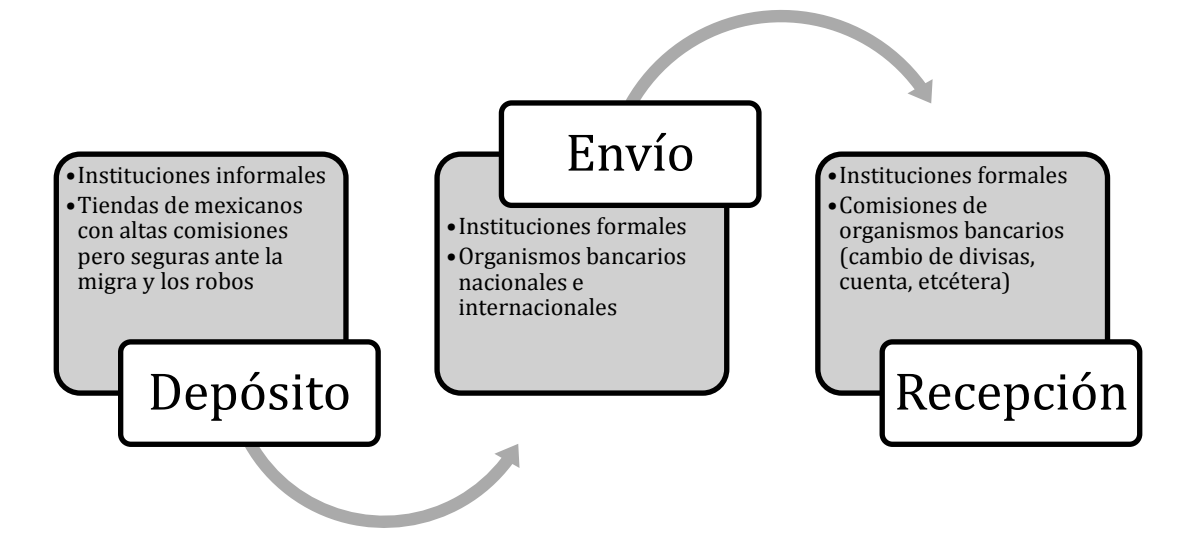 •Instituciones informales
•Tiendas de mexicanos
con altas comisiones
pero seguras ante la
migra y los robos
Depósito
Envío
•Instituciones formales
•Organismos bancarios
nacionales e
internacionales
•Instituciones formales
•Comisiones de
organismos bancarios
(cambio de divisas,
cuenta, etcétera)
Recepción